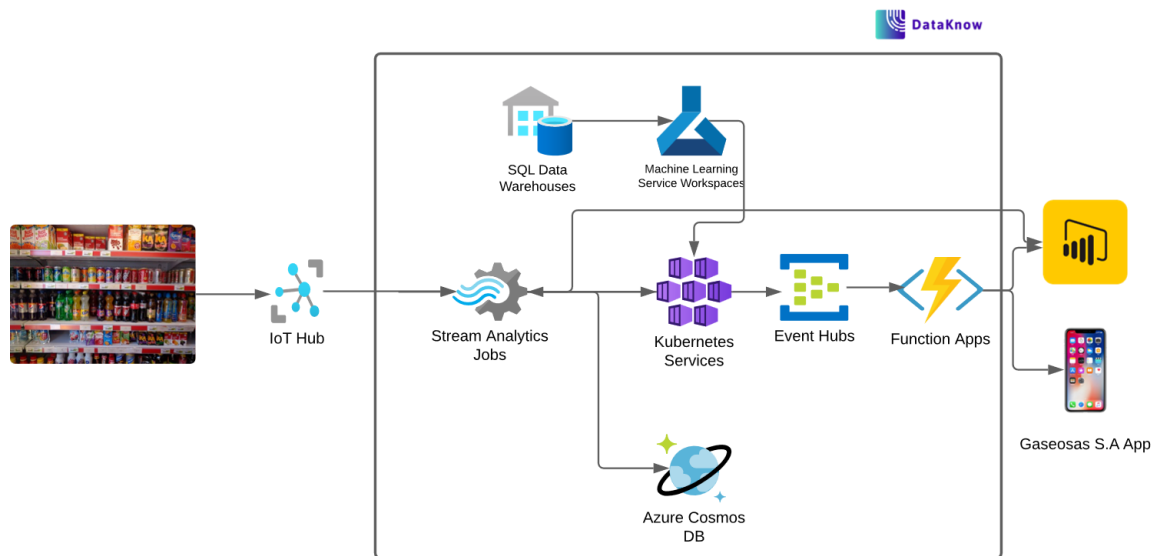 DataKnow
SQL Data
Warehouses
Machine Learning
Service Workspaces
IoT Hub
Stream Analytics
Jobs
Kubernetes
Services
Event Hubs
Function Apps
Gaseosas S.A App
Azure Cosmos
DB